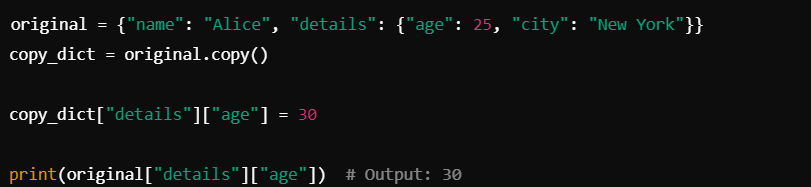 original = {"name": "Alice", "details": {"age": 25, "city": "New York"}}
copy_dict = original.copy()
copy_dict["details"]["age"] = 30
print(original["details"]["age"])  # Output: 30